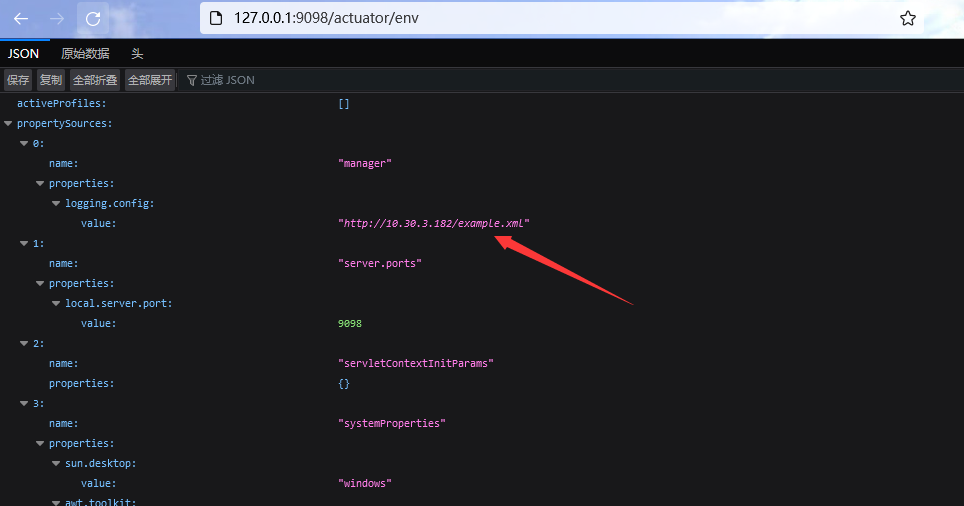 127.0.0.1:9098/actuator/env
JSON 原始数据 头
保存 复制 全部折叠 全部展开 过滤 JSON
activeProfiles: []
propertySources:
0:
name: "manager"
properties:
logging.config:
value: "http://10.30.3.182/example.xml"
1:
name: "server.ports"
properties:
local.server.port:
value: 9098
2:
name: "servletContextInitParams"
properties: {}
3:
name: "systemProperties"
properties:
sun.desktop:
value: "windows"
awt.toolkit: